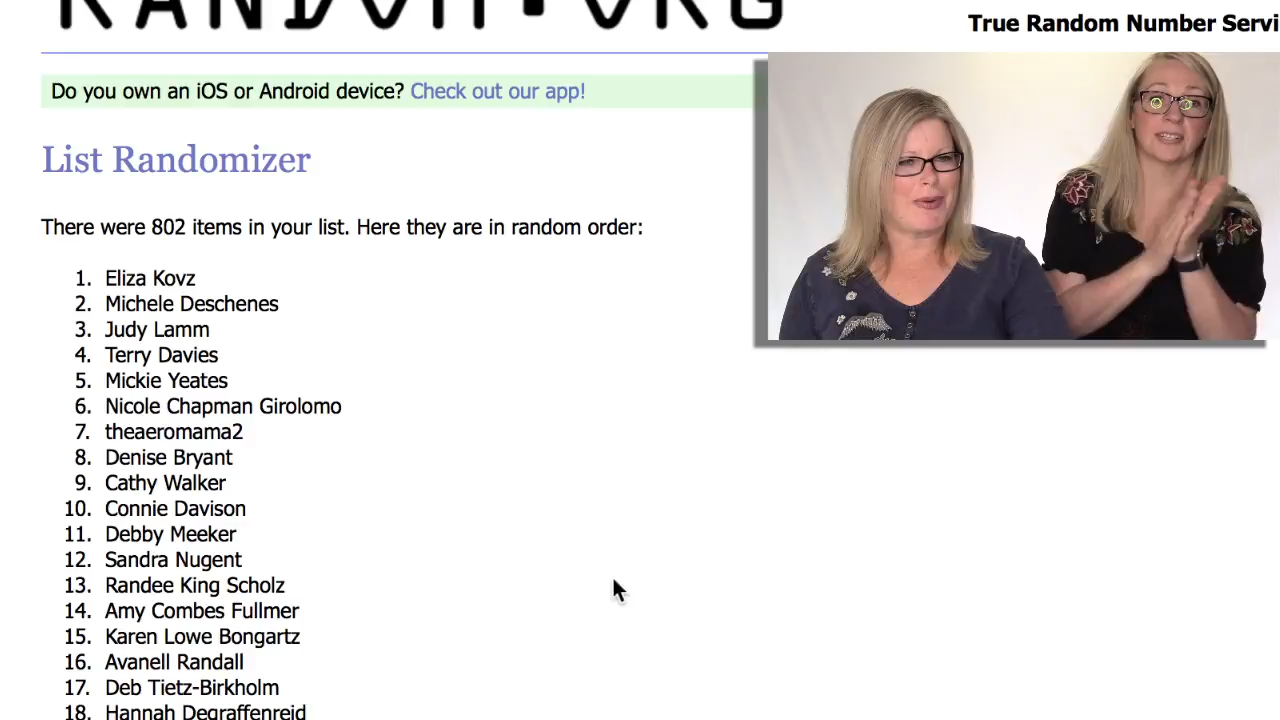 RANDOM.ORG
True Random Number Servi
Do you own an iOS or Android device? Check out our app!
List Randomizer
There were 802 items in your list. Here they are in random order:
1. Eliza Kovz
2. Michele Deschenes
3. Judy Lamm
4. Terry Davies
5. Mickie Yeates
6. Nicole Chapman Girolomo
7. theaeromama2
8. Denise Bryant
9. Cathy Walker
10. Connie Davison
11. Debby Meeker
12. Sandra Nugent
13. Randee King Scholz
14. Amy Combes Fullmer
15. Karen Lowe Bongartz
16. Avanell Randall
17. Deb Tietz-Birkholm
18. Hannah Degraffenreid